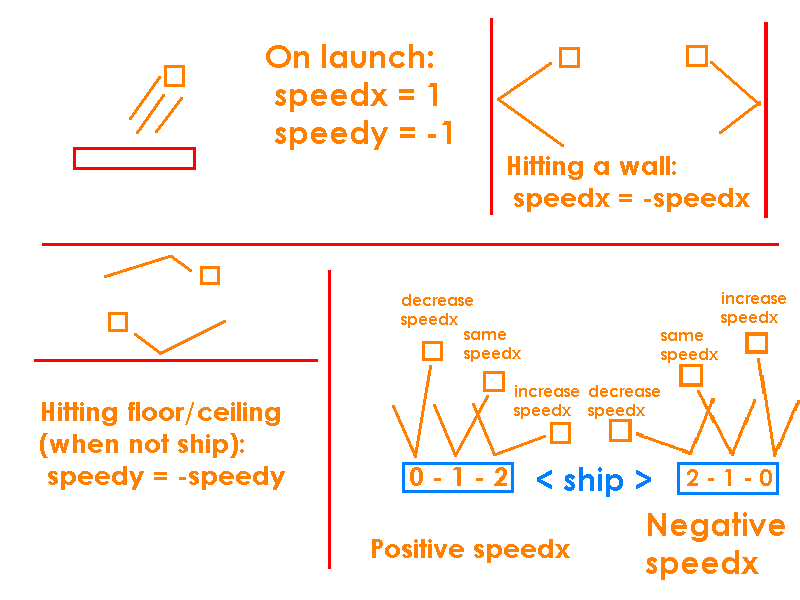 On launch:
speedx = 1
speedy = -1
Hitting a wall:
speedx = -speedx
Hitting floor/ceiling
(when not ship):
speedy = -speedy
decrease
speedx
same
speedx
increase
speedx
decrease
speedx
same
speedx
increase
speedx
0 - 1 - 2
< ship >
2 - 1 - 0
Positive speedx
Negative
speedx